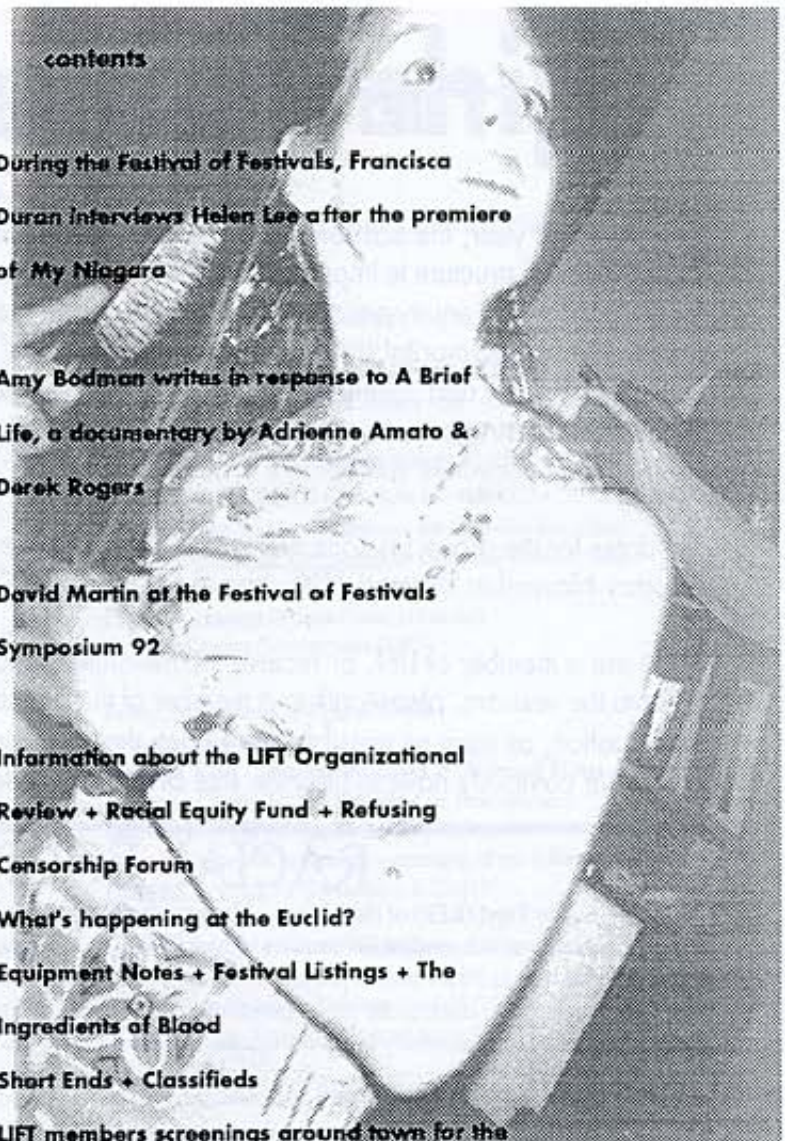 contents
During the Festival of Festivals, Francisca
Duran interviews Helen Lee after the premiere
of My Niagara
Amy Bodman writes in response to A Brief
Life, a documentary by Adrienne Amato &
Derek Rogers
David Martin at the Festival of Festivals
Symposium 92
Information about the LIFT Organizational
Review + Racial Equity Fund + Refusing
Censorship Forum
What's happening at the Euclid?
Equipment Notes + Festival Listings + The
Ingredients of Blood
Short Ends + Classifieds
LIFT members screenings around town for the